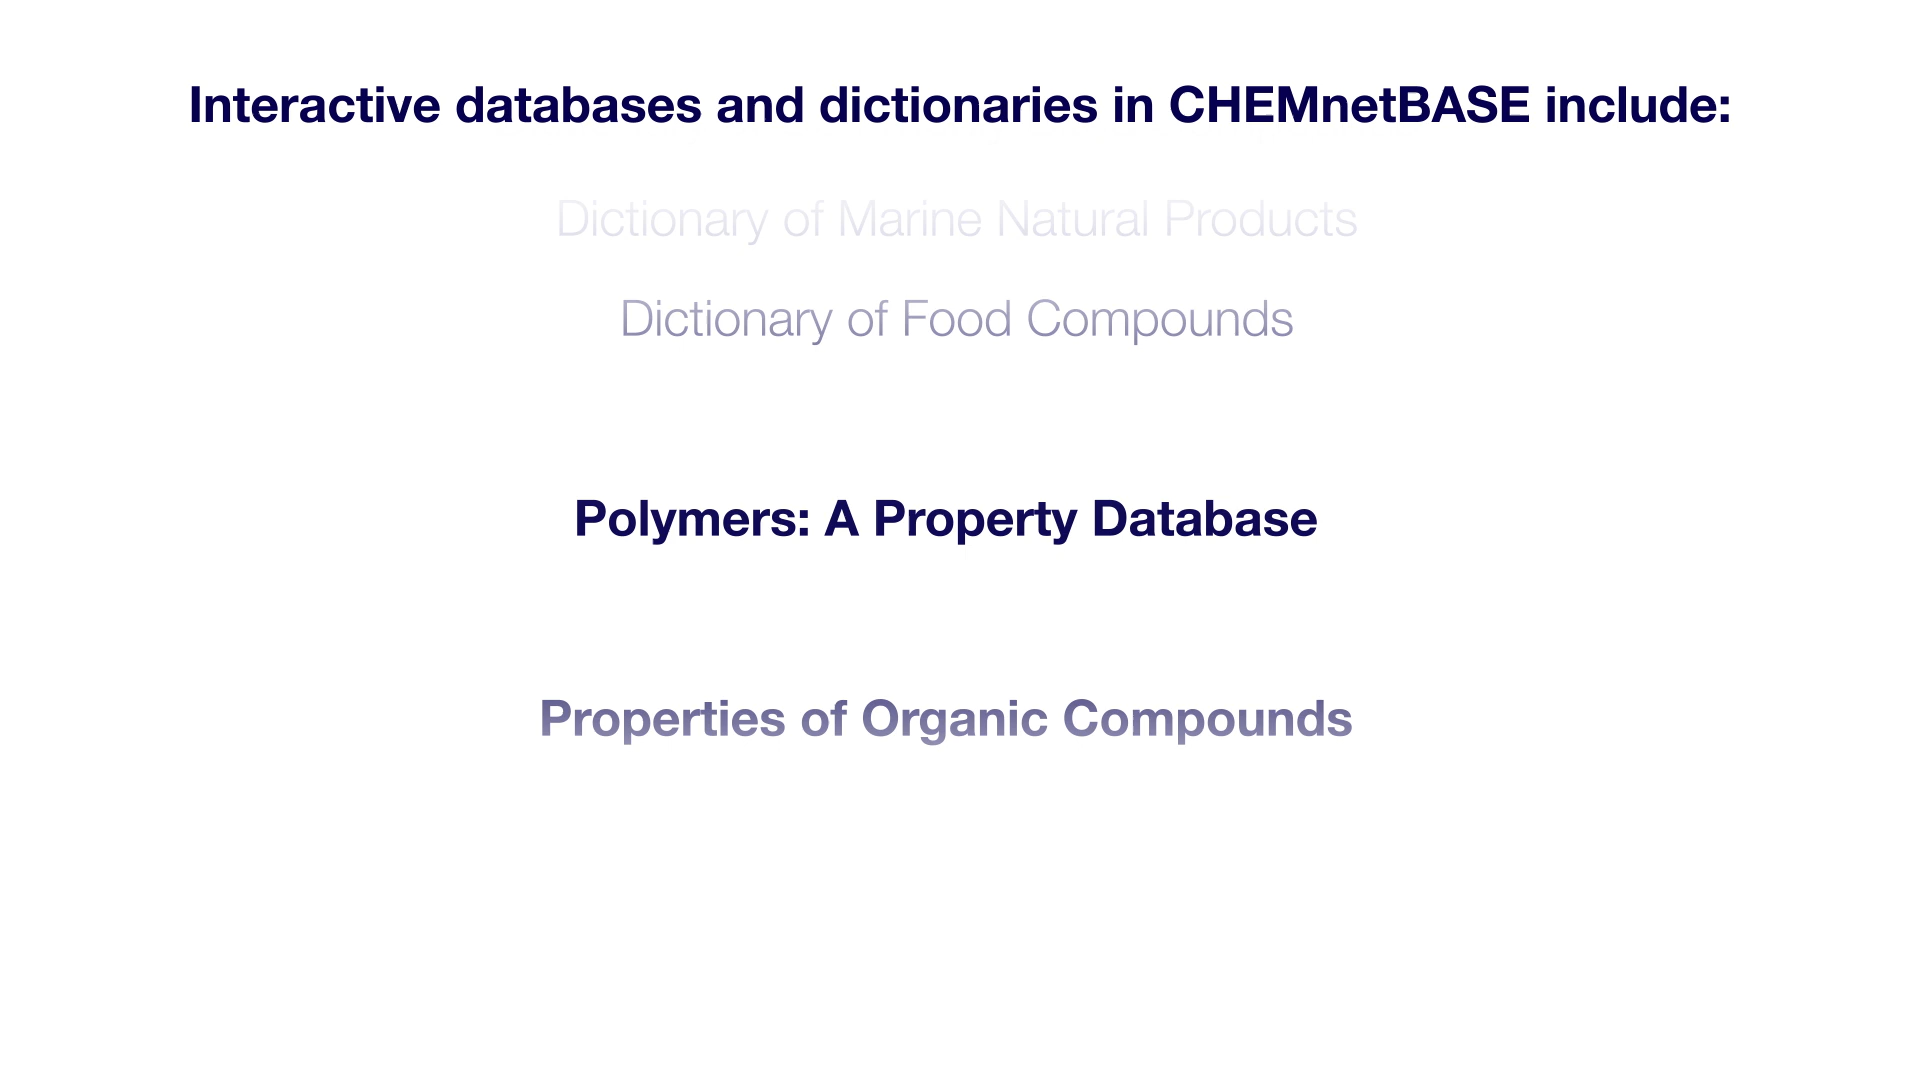 Interactive databases and dictionaries in CHEMnetBASE include:
Dictionary of Marine Natural Products
Dictionary of Food Compounds
Polymers: A Property Database
Properties of Organic Compounds